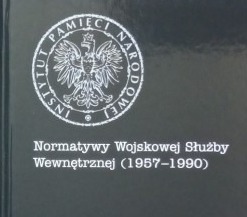 INSTYTUT PAMIĘCI NARODOWEJ
Normatywy Wojskowej Służby
Wewnętrznej (1957–1990)